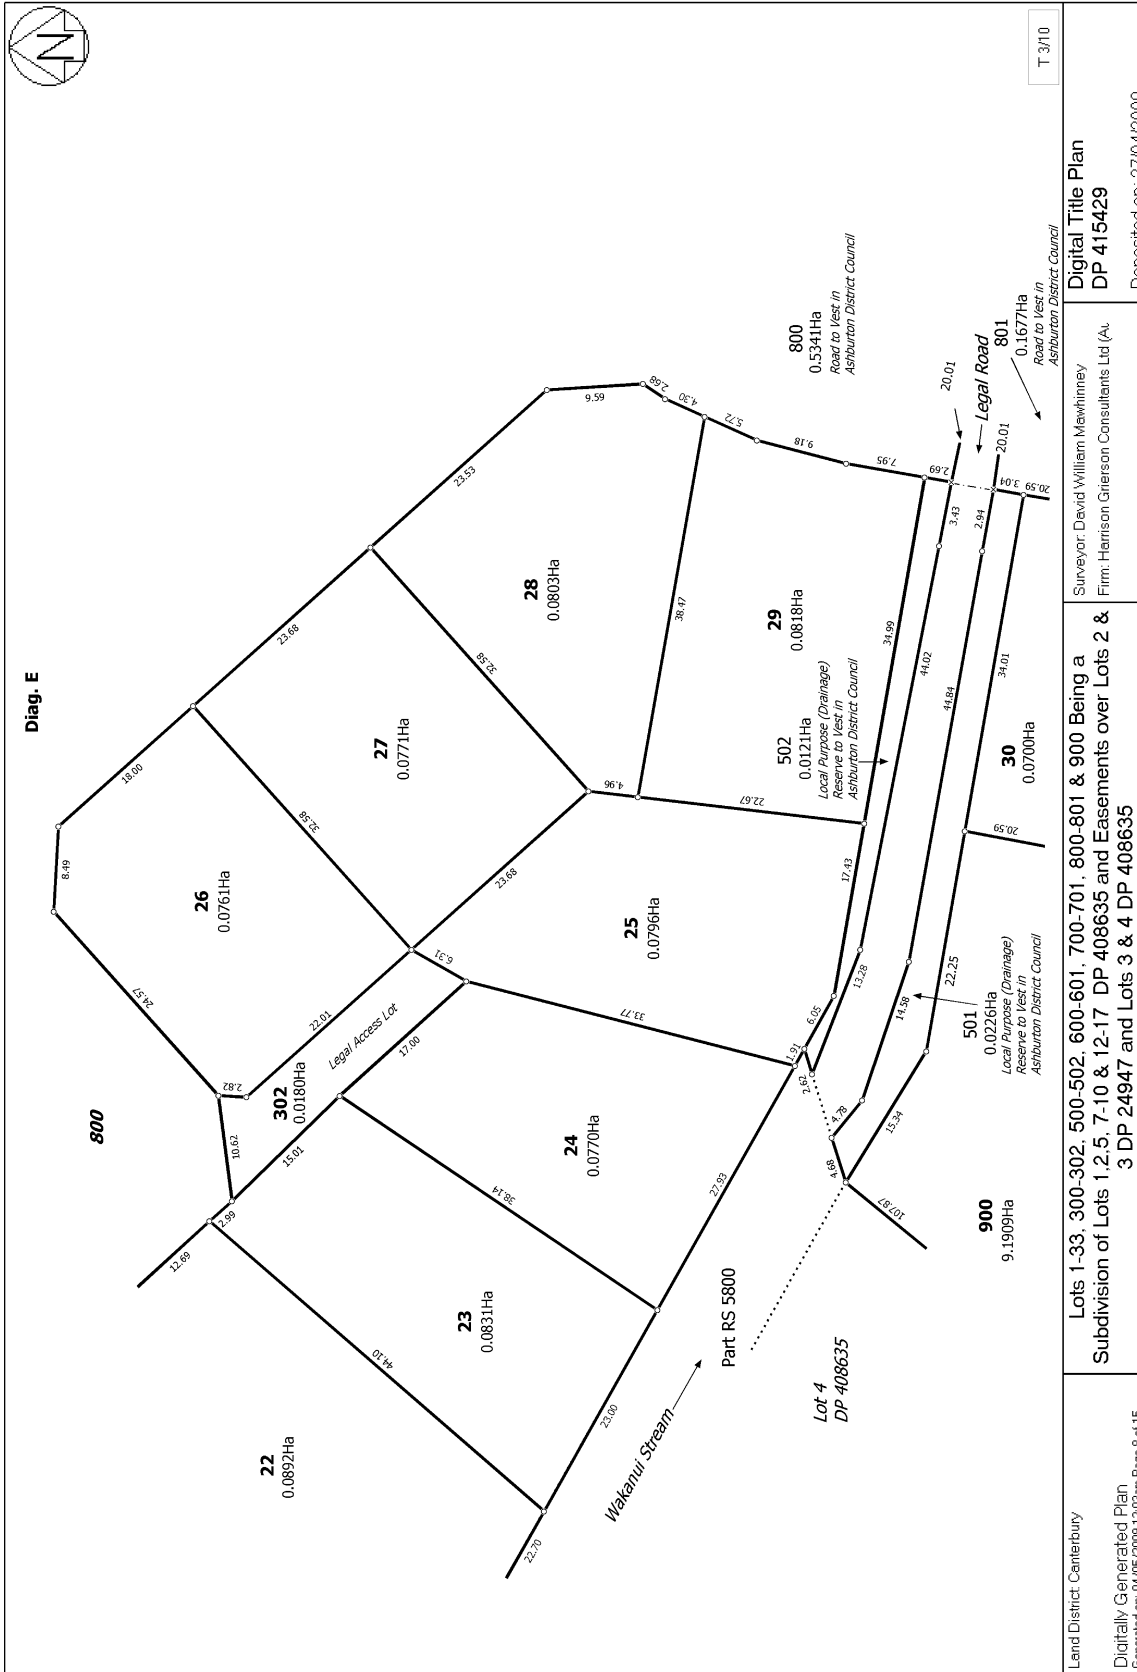 N
Diag. E
T 3/10
800
8.49
18.00
24.57
26
0.0761Ha
32.58
23.68
27
0.0771Ha
23.53
32.58
28
0.0803Ha
9.59
2.68
4.30
38.47
5.72
9.18
7.95
2.69
800
0.5341Ha
Road to Vest in
Ashburton District Council
12.69
2.99
10.62
2.82
302
0.0180Ha
Legal Access Lot
22.01
15.01
17.00
6.31
23.68
4.96
25
0.0796Ha
22.67
29
0.0818Ha
34.99
17.43
33.77
24
0.0770Ha
38.14
22
0.0892Ha
44.10
23
0.0831Ha
22.70
23.00
27.93
1.91
6.05
2.62
13.28
502
0.0121Ha
Local Purpose (Drainage)
Reserve to Vest in
Ashburton District Council
44.02
3.43
20.01
Legal Road
20.01
2.94
3.04
20.59
801
0.1677Ha
Road to Vest in
Ashburton District Council
44.84
34.01
30
0.0700Ha
20.59
22.25
14.58
501
0.0226Ha
Local Purpose (Drainage)
Reserve to Vest in
Ashburton District Council
4.78
4.68
15.34
107.87
900
9.1909Ha
Wakanui Stream
Part RS 5800
Lot 4
DP 408635
Land District: Canterbury
Digitally Generated Plan
Lots 1-33, 300-302, 500-502, 600-601, 700-701, 800-801 & 900 Being a
Subdivision of Lots 1,2,5, 7-10 & 12-17 DP 408635 and Easements over Lots 2 &
3 DP 24947 and Lots 3 & 4 DP 408635
Surveyor: David William Mawhinney
Firm: Harrison Grierson Consultants Ltd (Au
Digital Title Plan
DP 415429